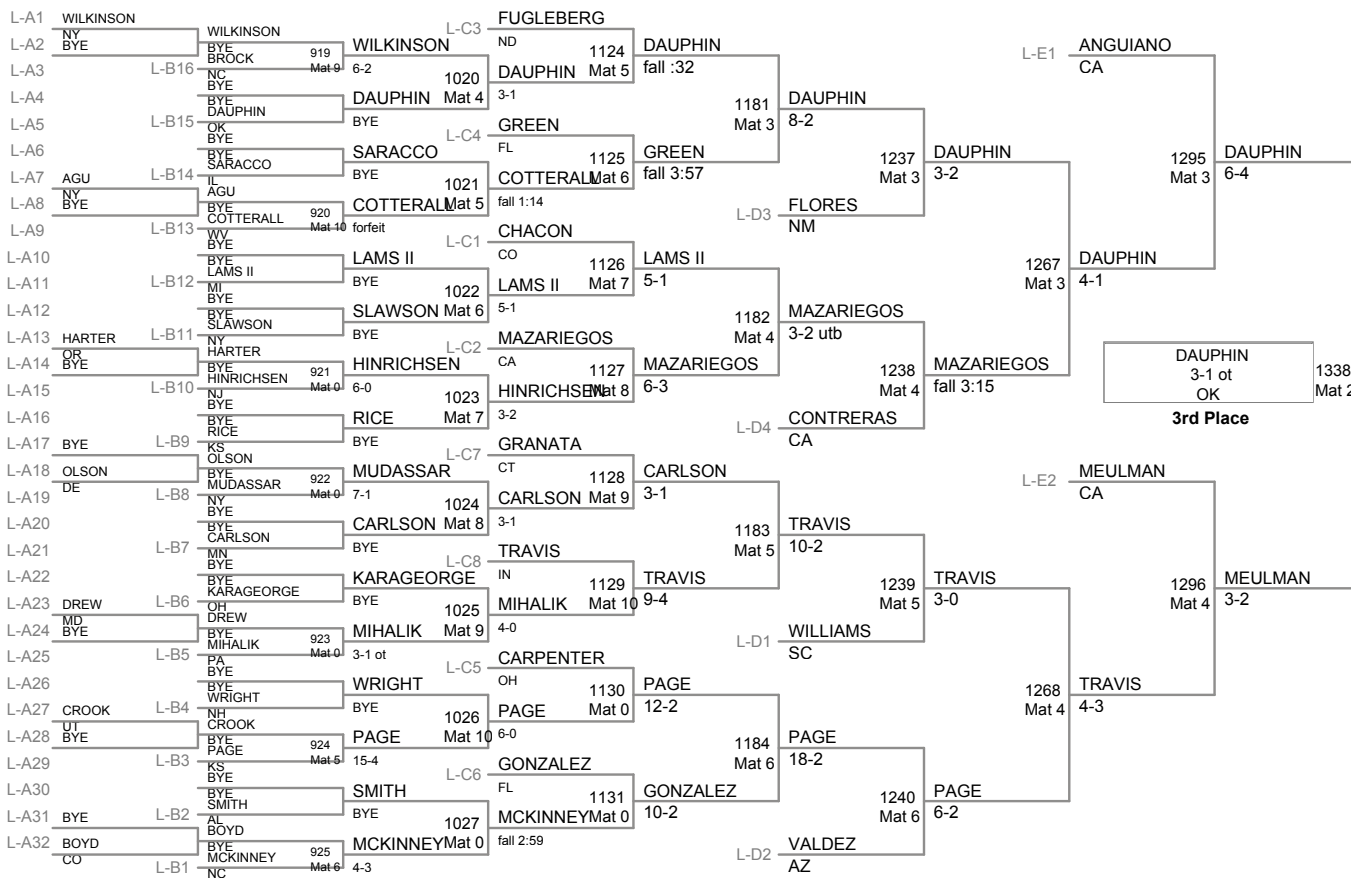 L-A1 WILKINSON
NY
L-A2 BYE
L-A3
L-A4
L-A5
L-A6
L-A7 AGU
NY
L-A8 BYE
L-A9
L-A10
L-A11
L-A12
L-A13 HARTER
OR
L-A14 BYE
L-A15
L-A16
L-A17 BYE
L-A18 OLSON
L-A19 DE
L-A20
L-A21
L-A22
L-A23 DREW
MD
L-A24 BYE
L-A25
L-A26
L-A27 CROOK
UT
L-A28 BYE
L-A29
L-A30
L-A31 BYE
L-A32 BOYD
CO
WILKINSON
BYE
BROCK
L-B16
NC
919
Mat 9
BYE
BYE
DAUPHIN
L-B15
OK
BYE
BYE
SARACCO
L-B14
IL
AGU
BYE
COTTERALL
L-B13
WV
920
Mat 10
BYE
BYE
LAMS II
L-B12
MI
BYE
BYE
SLAWSON
L-B11
NY
HARTER
BYE
HINRICHSEN
L-B10
NJ
921
Mat 0
BYE
BYE
RICE
L-B9
KS
OLSON
BYE
MUDASSAR
L-B8
NY
922
Mat 0
BYE
BYE
CARLSON
L-B7
MN
BYE
BYE
KARAGEORGE
L-B6
OH
DREW
BYE
MIHALIK
L-B5
PA
923
Mat 0
BYE
BYE
WRIGHT
L-B4
NH
CROOK
BYE
PAGE
L-B3
KS
924
Mat 5
BYE
BYE
SMITH
L-B2
AL
BOYD
BYE
MCKINNEY
L-B1
NC
925
Mat 6
WILKINSON
6-2
1020
Mat 4
DAUPHIN
BYE
SARACCO
BYE
1021
Mat 5
COTTERALL
forfeit
LAMS II
BYE
1022
Mat 6
SLAWSON
BYE
HINRICHSEN
6-0
1023
Mat 7
RICE
BYE
MUDASSAR
7-1
1024
Mat 8
CARLSON
BYE
KARAGEORGE
BYE
1025
Mat 9
MIHALIK
3-1 ot
WRIGHT
BYE
1026
Mat 10
PAGE
15-4
SMITH
BYE
1027
Mat 0
MCKINNEY
4-3
L-C3
FUGLEBERG
ND
1124
Mat 5
DAUPHIN
3-1
L-C4
GREEN
FL
1125
Mat 6
COTTERALL
fall 1:14
L-C1
CHACON
CO
1126
Mat 7
LAMS II
5-1
L-C2
MAZARIEGOS
CA
1127
Mat 8
HINRICHSEN
3-2
L-C7
GRANATA
CT
1128
Mat 9
CARLSON
3-1
L-C8
TRAVIS
IN
1129
Mat 10
MIHALIK
4-0
L-C5
CARPENTER
OH
1130
Mat 0
PAGE
6-0
L-C6
GONZALEZ
FL
1131
Mat 0
MCKINNEY
fall 2:59
DAUPHIN
fall :32
1181
Mat 3
GREEN
fall 3:57
LAMS II
5-1
1182
Mat 4
MAZARIEGOS
6-3
CARLSON
3-1
1183
Mat 5
TRAVIS
9-4
PAGE
12-2
1184
Mat 6
GONZALEZ
10-2
DAUPHIN
8-2
1237
Mat 3
L-D3
FLORES
NM
MAZARIEGOS
3-2 utb
1238
Mat 4
L-D4
CONTRERAS
CA
TRAVIS
10-2
1239
Mat 5
L-D1
WILLIAMS
SC
PAGE
18-2
1240
Mat 6
L-D2
VALDEZ
AZ
DAUPHIN
3-2
1267
Mat 3
MAZARIEGOS
fall 3:15
TRAVIS
3-0
1268
Mat 4
PAGE
6-2
L-E1
ANGUIANO
CA
1295
Mat 3
DAUPHIN
4-1
L-E2
MEULMAN
CA
1296
Mat 4
TRAVIS
4-3
DAUPHIN
6-4
DAUPHIN
3-1 ot
OK
3rd Place
1338
Mat 2
MEULMAN
3-2